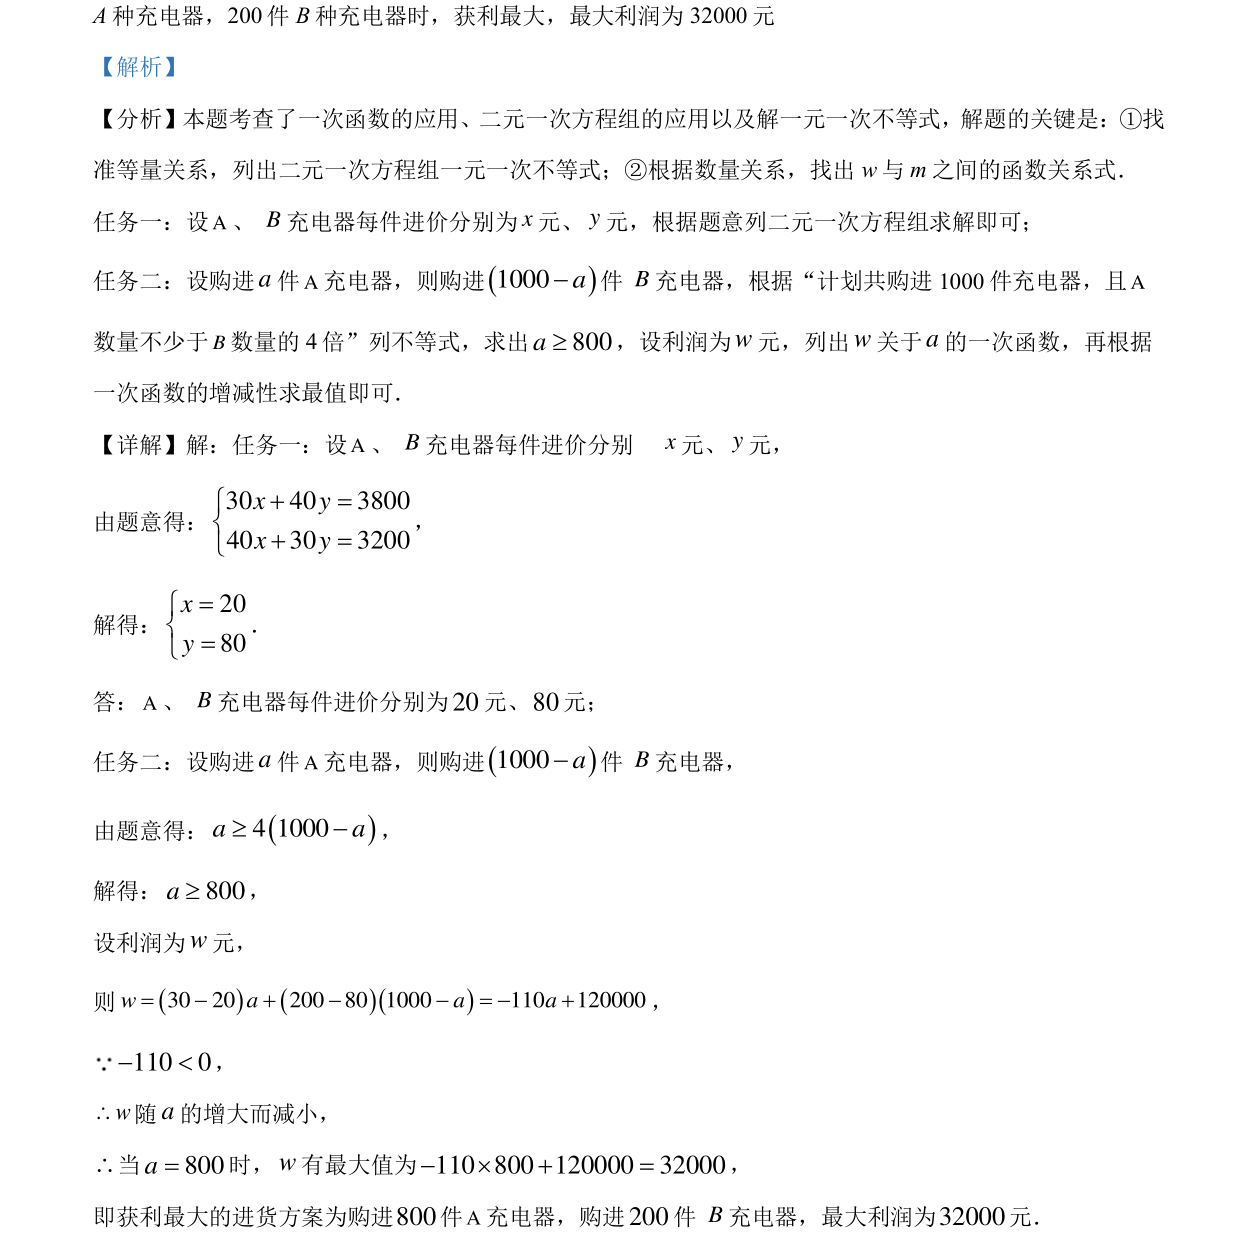 A 种充电器，200 件 B 种充电器时，获利最大，最大利润为 32000 元
【解析】
【分析】本题考查了一次函数的应用、二元一次方程组的应用以及解一元一次不等式，解题的关键是：①找
准等量关系，列出二元一次方程组一元一次不等式；②根据数量关系，找出 w 与 m 之间的函数关系式．
任务一：设 A 、 B 充电器每件进价分别为 x 元、 y 元，根据题意列二元一次方程组求解即可；
任务二：设购进 a 件 A 充电器，则购进 (1000－a) 件 B 充电器，根据“计划共购进 1000 件充电器，且 A
数量不少于 B 数量的 4 倍”列不等式，求出 a ≥ 800 ，设利润为 w 元，列出 w 关于 a 的一次函数，再根据
一次函数的增减性求最值即可．
【详解】解：任务一：设 A 、 B 充电器每件进价分别 x 元、 y 元，
由题意得： { 30x + 40y = 3800
40x + 30y = 3200 ，
解得： { x = 20
y = 80 ．
答： A 、 B 充电器每件进价分别为 20 元、 80 元；
任务二：设购进 a 件 A 充电器，则购进 (1000－a) 件 B 充电器，
由题意得： a ≥ 4(1000－a) ，
解得： a ≥ 800 ，
设利润为 w 元，
则 w = (30－20)a + (200－80)(1000－a) = －110a + 120000 ，
∵ －110 < 0 ，
∴ w 随 a 的增大而减小，
∴ 当 a = 800 时， w 有最大值为 －110×800 + 120000 = 32000 ，
即获利最大的进货方案为购进 800 件 A 充电器，购进 200 件 B 充电器，最大利润为 32000 元．